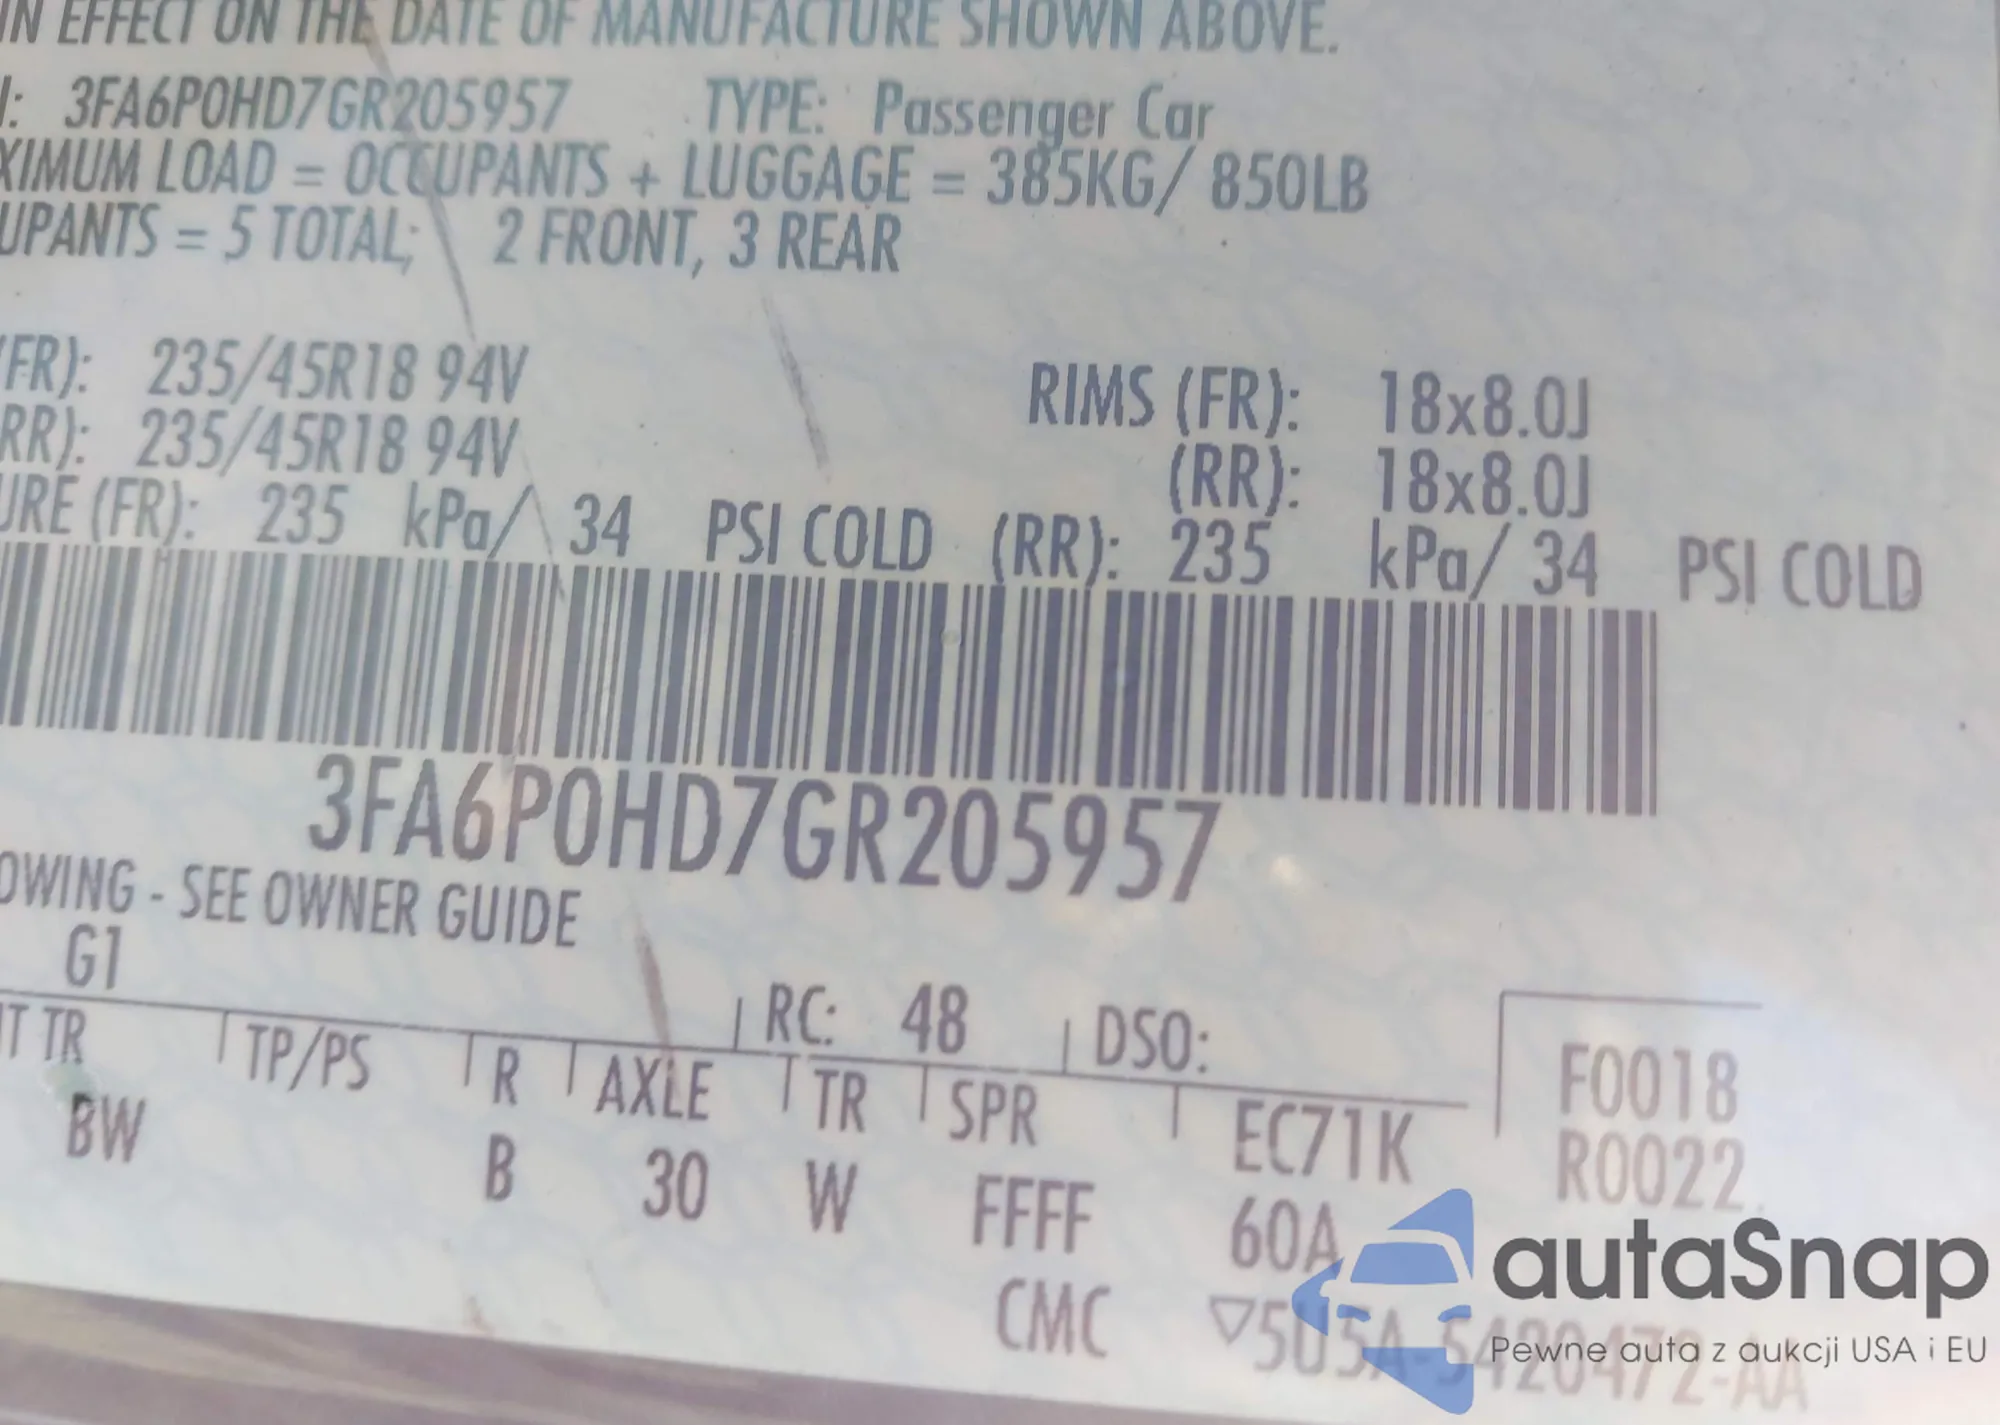 IN EFFECT ON THE DATE OF MANUFACTURE SHOWN ABOVE.
: 3FA6P0HD7GR205957 TYPE: Passenger Car
XIMUM LOAD = OCCUPANTS + LUGGAGE = 385KG/ 850LB
UPANTS = 5 TOTAL; 2 FRONT, 3 REAR
(FR): 235/45R18 94V RIMS (FR): 18x8.0J
RR): 235/45R18 94V (RR): 18x8.0J
URE (FR): 235 kPa/ 34 PSI COLD (RR): 235 kPa/ 34 PSI COLD
3FA6P0HD7GR205957
OWING - SEE OWNER GUIDE
G1
RC: 48 DSO:
T TR TP/PS R AXLE TR SPR EC71K F0018
BW B 30 W FFFF 60A R0022
CMC ▽5U5A-5420472-AA
autaSnap
Pewne auta z aukcji USA i EU